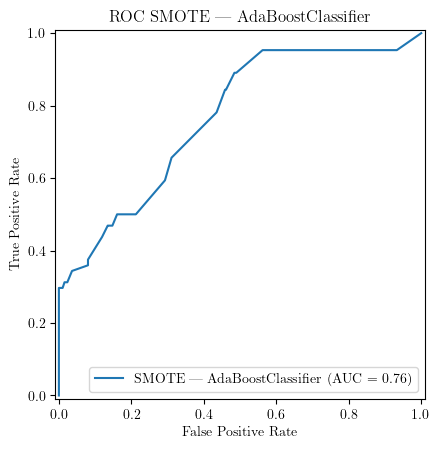 ROC SMOTE — AdaBoostClassifier
1.0
0.8
0.6
0.4
0.2
0.0
True Positive Rate
SMOTE — AdaBoostClassifier (AUC = 0.76)
0.0 0.2 0.4 0.6 0.8 1.0
False Positive Rate